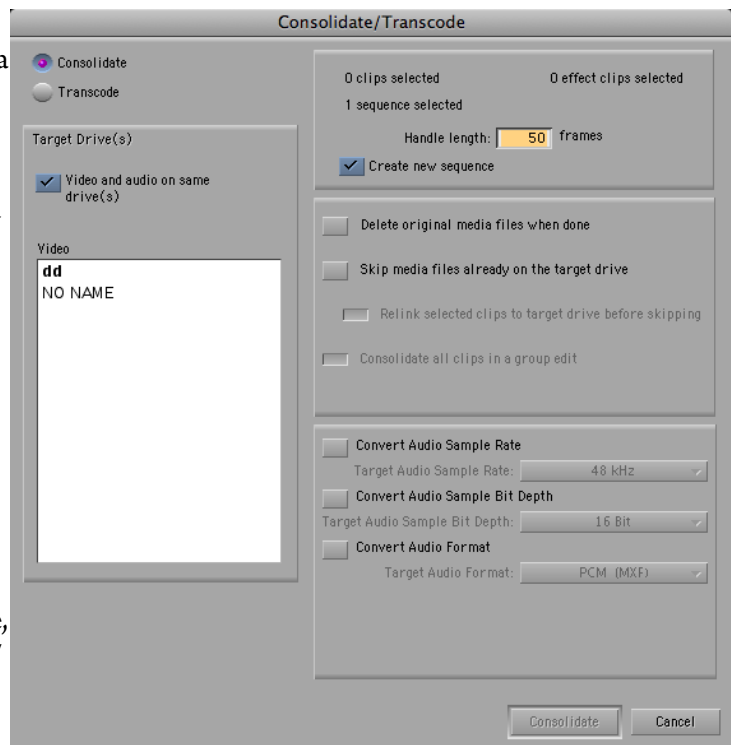 Consolidate/Transcode
a
Consolidate
Transcode
Target Drive(s)
Video and audio on same
drive(s)
Video
dd
NO NAME
0 clips selected
0 effect clips selected
1 sequence selected
Handle length: 50 frames
Create new sequence
Delete original media files when done
Skip media files already on the target drive
Relink selected clips to target drive before skipping
Consolidate all clips in a group edit
Convert Audio Sample Rate
Target Audio Sample Rate: 48 kHz
Convert Audio Sample Bit Depth
Target Audio Sample Bit Depth: 16 Bit
Convert Audio Format
Target Audio Format: PCM (MXF)
Consolidate
Cancel